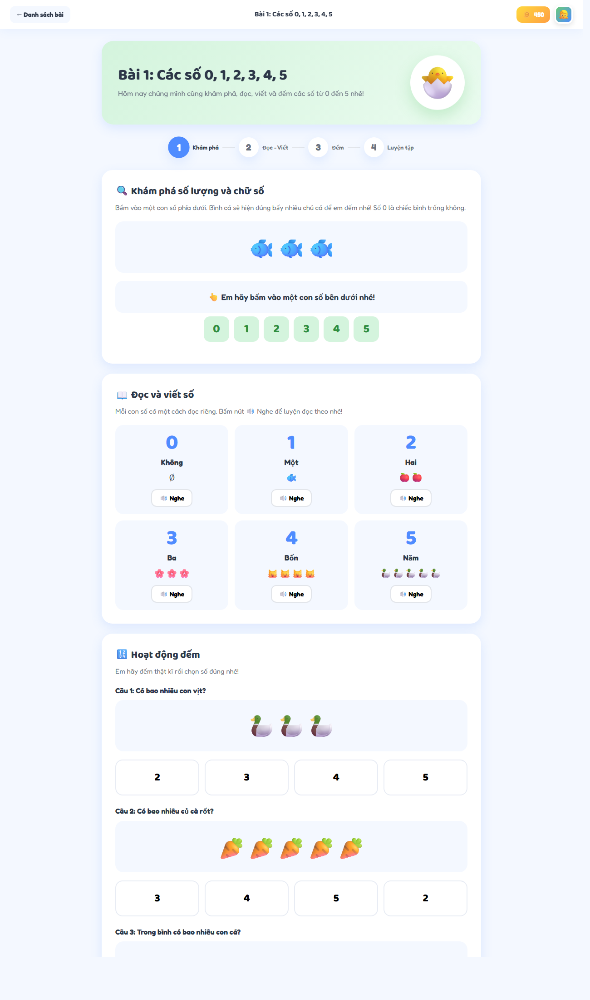 ← Danh sách bài
Bài 1: Các số 0, 1, 2, 3, 4, 5
450
Bài 1: Các số 0, 1, 2, 3, 4, 5
Hôm nay chúng mình cùng khám phá, đọc, viết và đếm các số từ 0 đến 5 nhé!
1 Khám phá 2 Đọc - Viết 3 Đếm 4 Luyện tập
Khám phá số lượng và chữ số
Bấm vào một con số phía dưới. Bình cá sẽ hiện đúng bấy nhiêu chú cá để em đếm nhé! Số 0 là chiếc bình trống không.
Em hãy bấm vào một con số bên dưới nhé!
0 1 2 3 4 5
Đọc và viết số
Mỗi con số có một cách đọc riêng. Bấm nút Nghe để luyện đọc theo nhé!
0 1 2
Không Một Hai
∅
Nghe Nghe Nghe
3 4 5
Ba Bốn Năm
Nghe Nghe Nghe
1 2 3 4
Hoạt động đếm
Em hãy đếm thật kĩ rồi chọn số đúng nhé!
Câu 1: Có bao nhiêu con vịt?
2 3 4 5
Câu 2: Có bao nhiêu củ cà rốt?
3 4 5 2
Câu 3: Trong bình có bao nhiêu con cá?